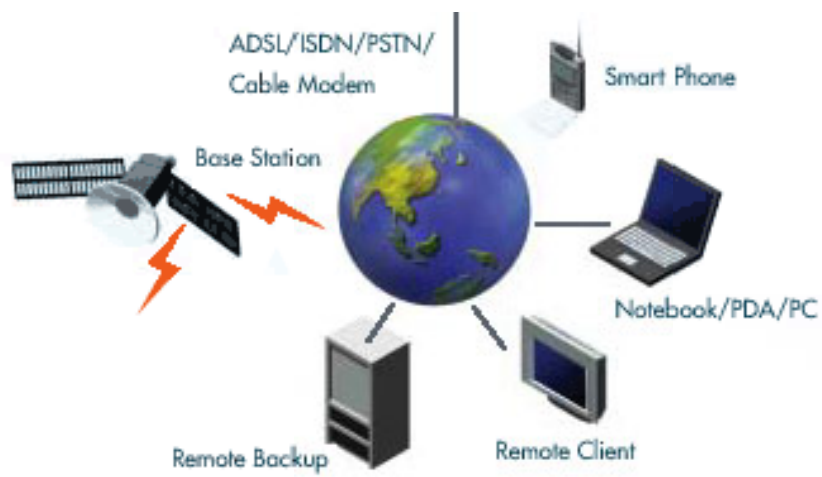 ADSL/ISDN/PSTN/
Cable Modem
Smart Phone
Base Station
Notebook/PDA/PC
Remote Client
Remote Backup